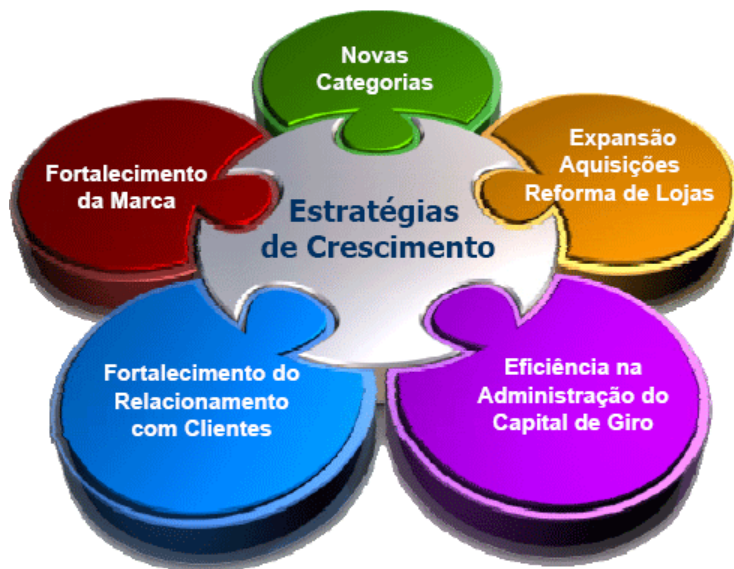 Novas
Categorias
Expansão
Aquisições
Reforma de Lojas
Fortalecimento
da Marca
Estratégias
de Crescimento
Fortalecimento do
Relacionamento
com Clientes
Eficiência na
Administração do
Capital de Giro